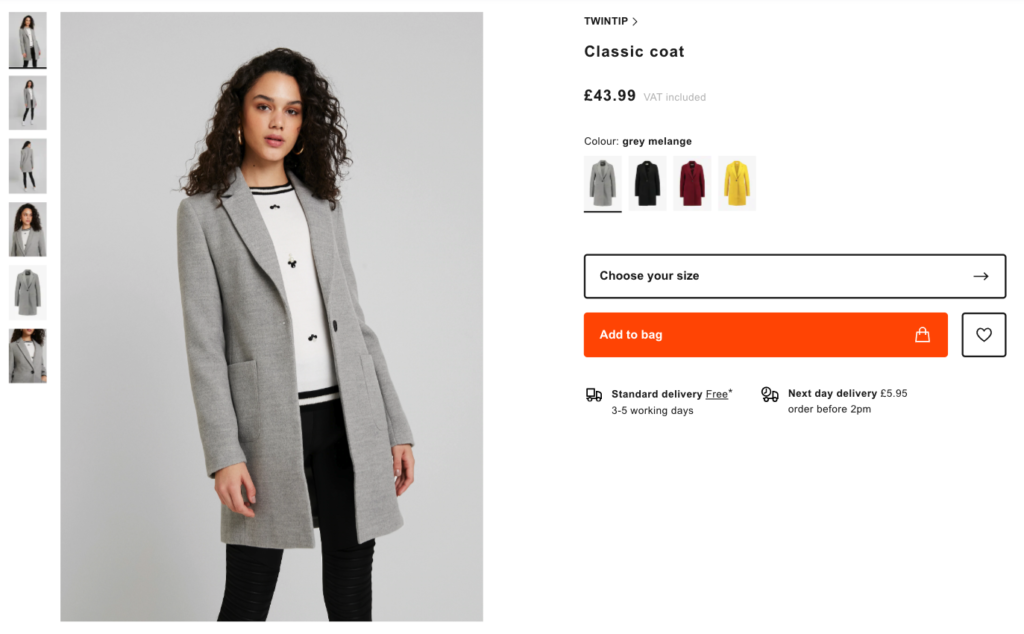 TWINTIP
Classic coat
£43.99 VAT included
Colour: grey melange
Choose your size
Add to bag
Standard delivery Free*
3-5 working days
Next day delivery £5.95
order before 2pm